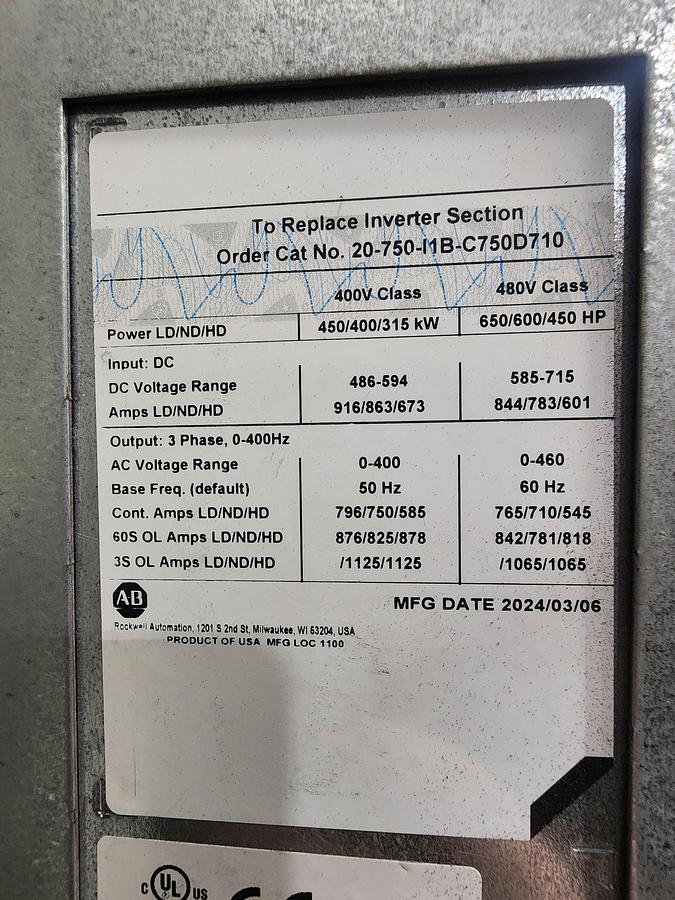 To Replace Inverter Section
Order Cat No. 20-750-I1B-C750D710
400V Class 480V Class
Power LD/ND/HD 450/400/315 kW 650/600/450 HP
Input: DC
DC Voltage Range 486-594 585-715
Amps LD/ND/HD 916/863/673 844/783/601
Output: 3 Phase, 0-400Hz
AC Voltage Range 0-400 0-460
Base Freq. (default) 50 Hz 60 Hz
Cont. Amps LD/ND/HD 796/750/585 765/710/545
60S OL Amps LD/ND/HD 876/825/878 842/781/818
3S OL Amps LD/ND/HD /1125/1125 /1065/1065
AB
MFG DATE 2024/03/06
Rockwell Automation, 1201 S 2nd St, Milwaukee, WI 53204, USA
PRODUCT OF USA MFG LOC 1100
C UL US